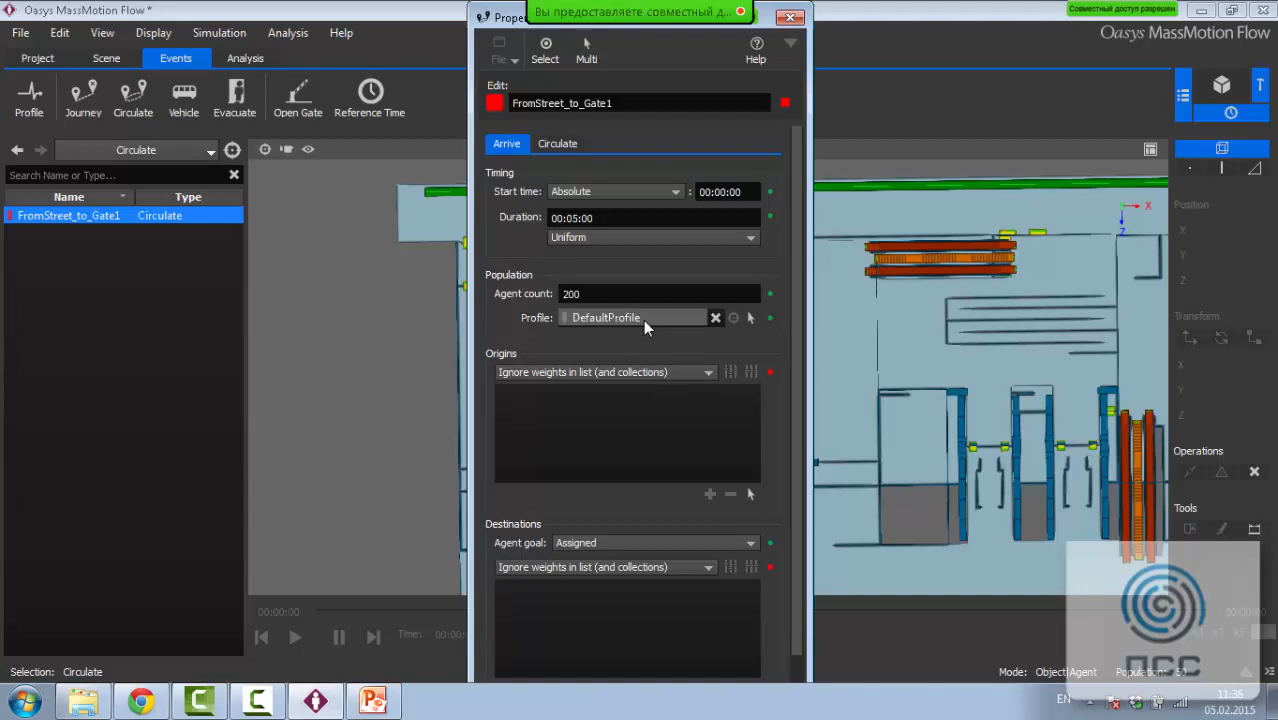 Oasys MassMotion Flow *
Prope
Вы предоставляете совместный д...
Совместный доступ разрешен
File Edit View Display Simulation Analysis Help
Oasys MassMotion Flow
Project Scene Events Analysis
File Select Multi Help
Profile Journey Circulate Vehicle Evacuate Open Gate Reference Time
Edit:
FromStreet_to_Gate1
Circulate
Arrive Circulate
Search Name or Type...
Name Type
FromStreet_to_Gate1 Circulate
Timing
Start time: Absolute : 00:00:00
Duration: 00:05:00
Uniform
Population
Agent count: 200
Profile: DefaultProfile
Origins
Ignore weights in list (and collections)
Destinations
Agent goal: Assigned
Ignore weights in list (and collections)
X
Z
Position
X
Y
Z
Transform
X
Y
Z
Operations
Tools
00:00:00
Time: 00:0
Selection: Circulate
Mode: Object|Agent Population: 50
ПСС
EN
11:36
05.02.2015